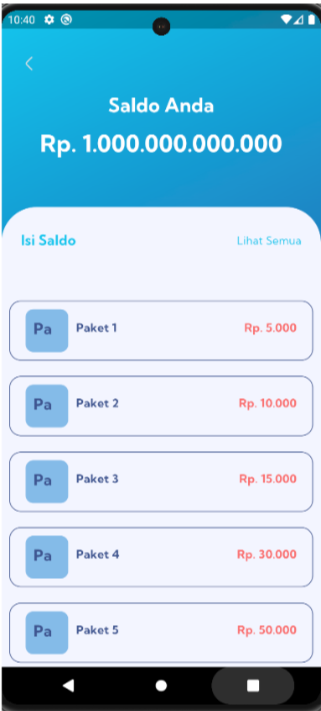 10:40
Saldo Anda
Rp. 1.000.000.000.000
Isi Saldo Lihat Semua
Pa Paket 1 Rp. 5.000
Pa Paket 2 Rp. 10.000
Pa Paket 3 Rp. 15.000
Pa Paket 4 Rp. 30.000
Pa Paket 5 Rp. 50.000